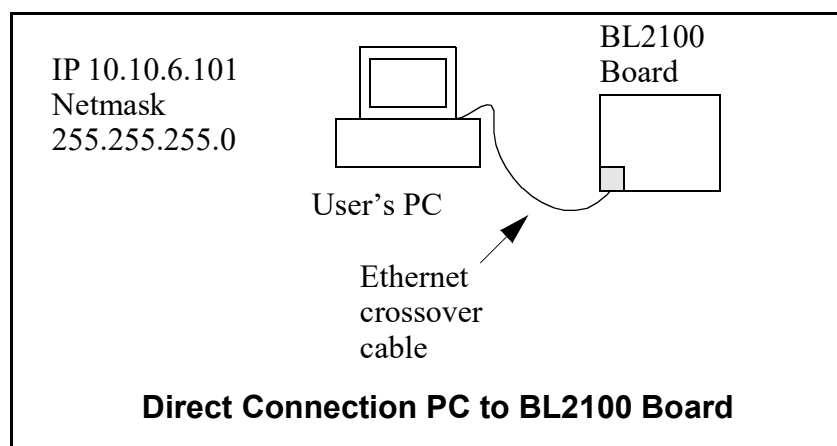 IP 10.10.6.101
Netmask
255.255.255.0
User’s PC
BL2100
Board
Ethernet
crossover
cable
Direct Connection PC to BL2100 Board